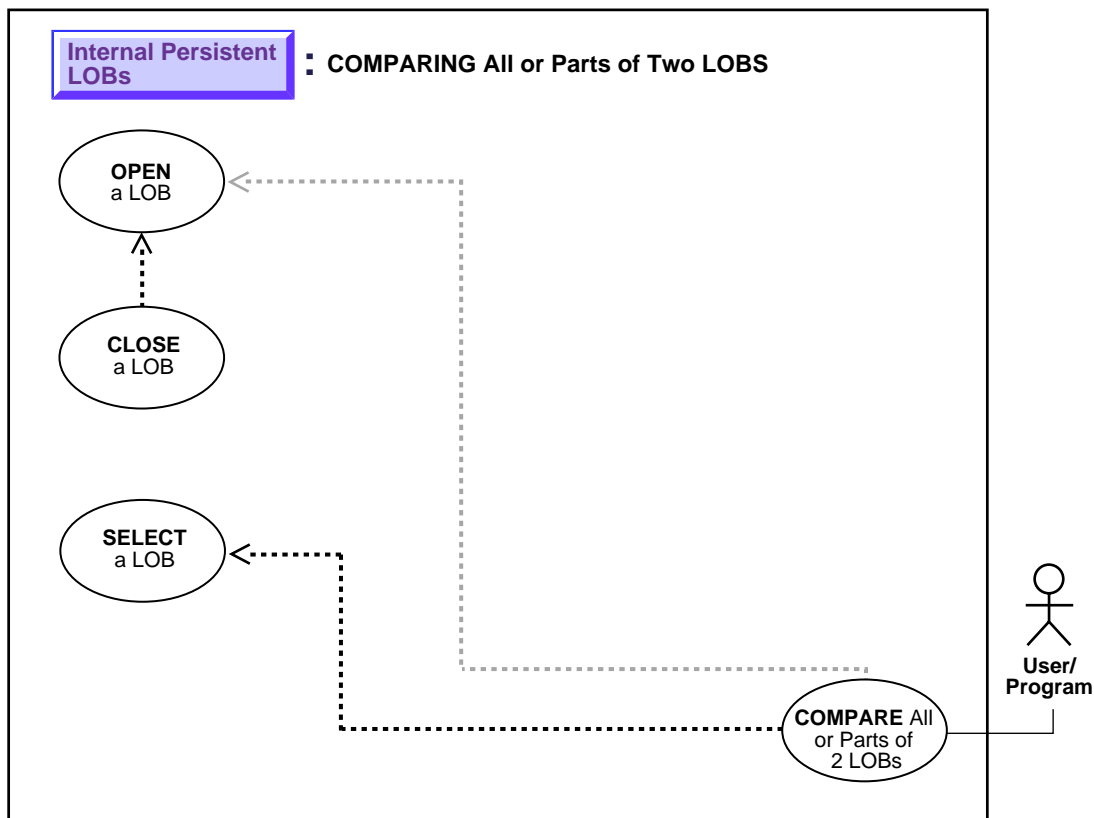 Internal Persistent
LOBs
: COMPARING All or Parts of Two LOBS
OPEN
a LOB
CLOSE
a LOB
SELECT
a LOB
User/
Program
COMPARE All
or Parts of
2 LOBs